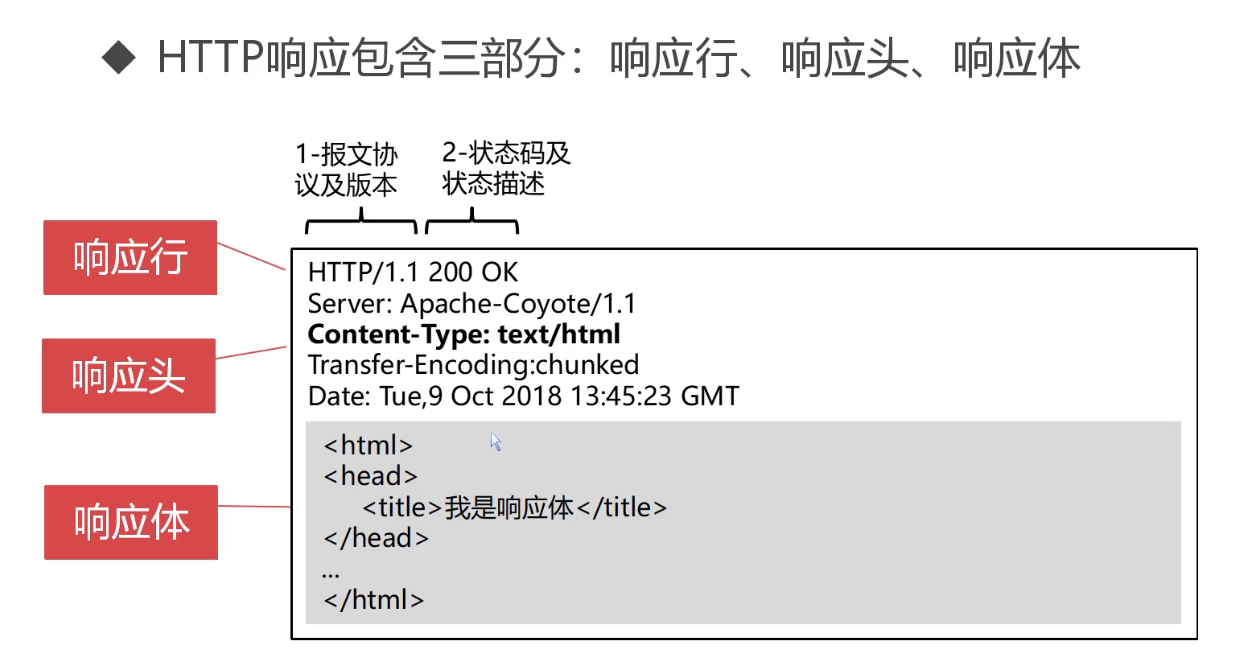 ◆ HTTP响应包含三部分：响应行、响应头、响应体
1-报文协
议及版本
2-状态码及
状态描述
响应行
HTTP/1.1 200 OK
Server: Apache-Coyote/1.1
Content-Type: text/html
Transfer-Encoding:chunked
Date: Tue,9 Oct 2018 13:45:23 GMT
响应头
<html>
<head>
<title>我是响应体</title>
</head>
...
</html>
响应体